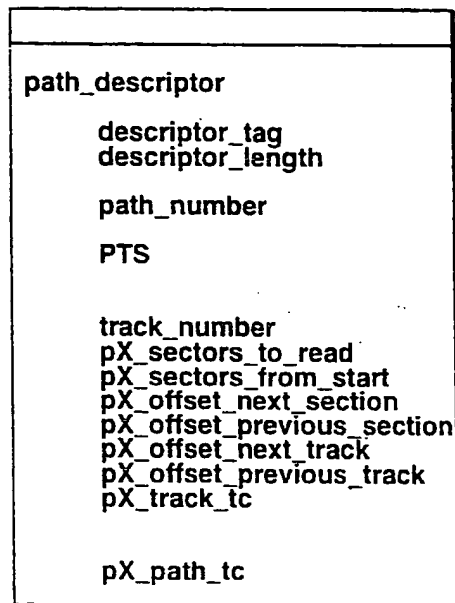 path_descriptor
descriptor_tag
descriptor_length
path_number
PTS
track_number
pX_sectors_to_read
pX_sectors_from_start
pX_offset_next_section
pX_offset_previous_section
pX_offset_next_track
pX_offset_previous_track
pX_track_tc
pX_path_tc